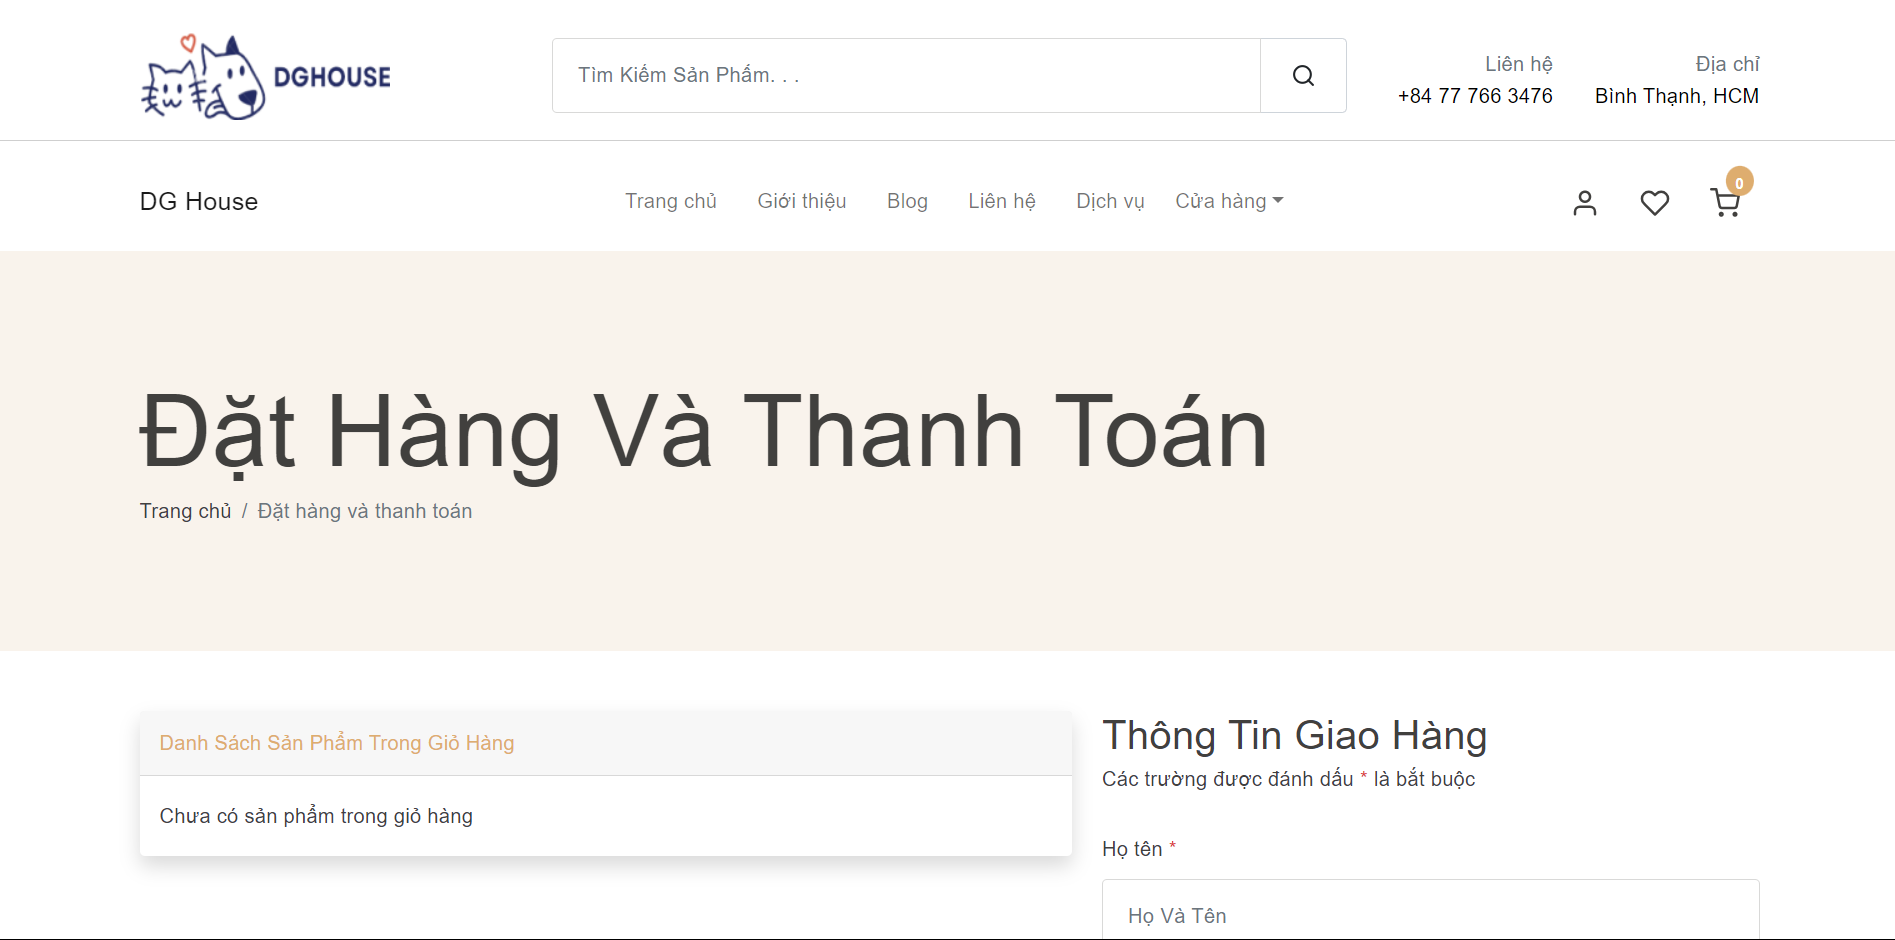 DGHOUSE
Tìm Kiếm Sản Phẩm. . .
Liên hệ
+84 77 766 3476
Địa chỉ
Bình Thạnh, HCM
DG House
Trang chủ
Giới thiệu
Blog
Liên hệ
Dịch vụ
Cửa hàng
0
Đặt Hàng Và Thanh Toán
Trang chủ / Đặt hàng và thanh toán
Danh Sách Sản Phẩm Trong Giỏ Hàng
Chưa có sản phẩm trong giỏ hàng
Thông Tin Giao Hàng
Các trường được đánh dấu * là bắt buộc
Họ tên *
Họ Và Tên